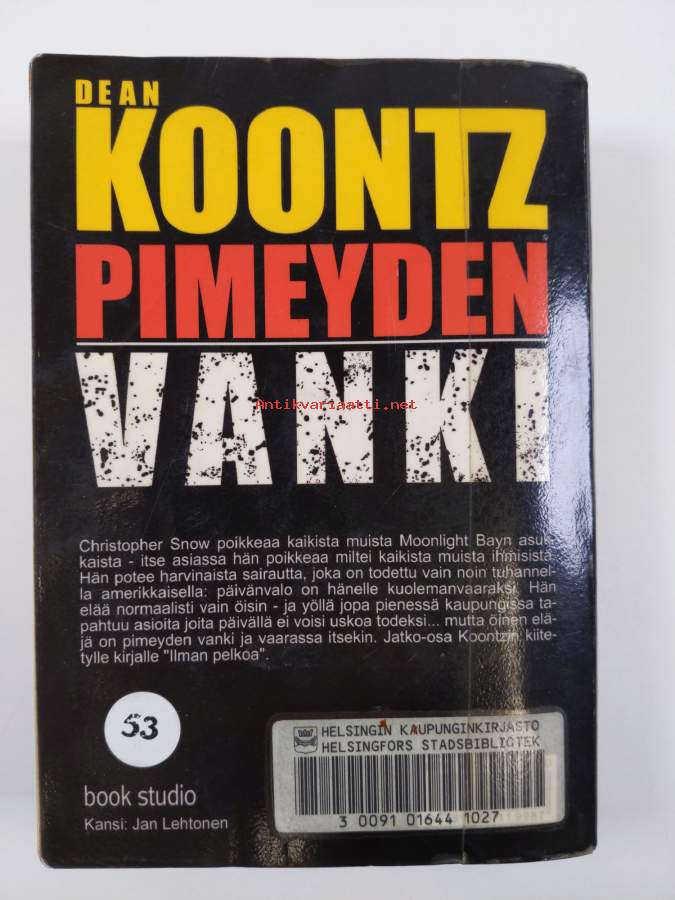 DEAN
KOONTZ
PIMEYDEN
VANKI
Antikvariaatti.net
Christopher Snow poikkeaa kaikista muista Moonlight Bayn asuk-
kaista - itse asiassa hän poikkeaa miltei kaikista muista ihmisistä.
Hän potee harvinaista sairautta, joka on todettu vain noin tuhannel-
la amerikkaisella: päivänvalo on hänelle kuolemanvaaraksi. Hän
elää normaalisti vain öisin - ja yöllä jopa pienessä kaupungissa ta-
pahtuu asioita joita päivällä ei voisi uskoa todeksi... mutta öinen elä-
jä on pimeyden vanki ja vaarassa itsekin. Jatko-osa Koontzin kiite-
tylle kirjalle "Ilman pelkoa".
53
HELSINGIN KAUPUNGINKIRJASTO
HELSINGFORS STADSBIBLIOTEK
3 0091 01644 1027
book studio
Kansi: Jan Lehtonen